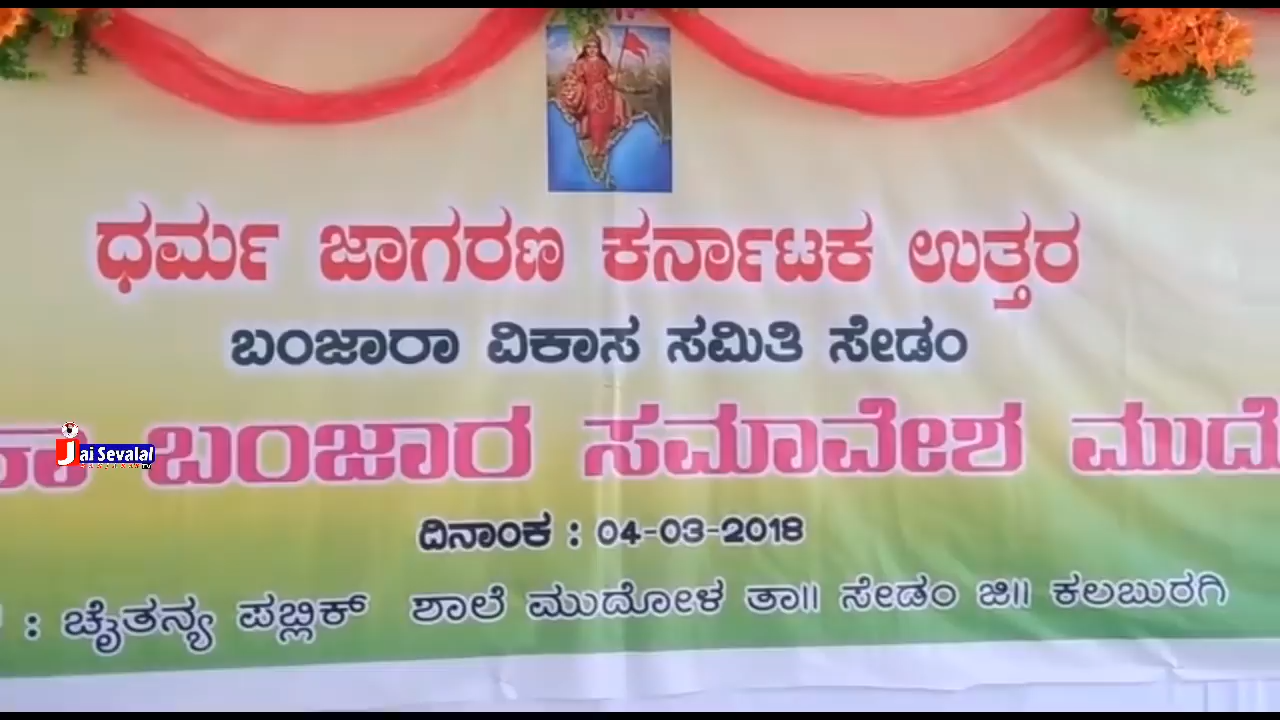 ಧರ್ಮ ಜಾಗರಣ ಕರ್ನಾಟಕ ಉತ್ತರ
ಬಂಜಾರಾ ವಿಕಾಸ ಸಮಿತಿ ಸೇಡಂ
ಬಂಜಾರ ಸಮಾವೇಶ
Jai Sevalal
ದಿನಾಂಕ : 04-03-2018
: ಚೈತನ್ಯ ಪಬ್ಲಿಕ್ ಶಾಲೆ ಮುದೋಳ ತಾ॥ ಸೇಡಂ ಜಿ॥ ಕಲಬುರಗಿ